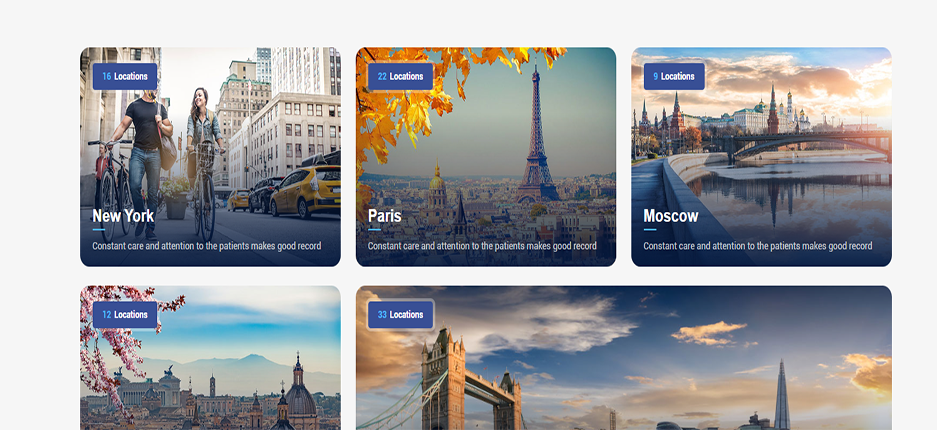 16 Locations
New York
Constant care and attention to the patients makes good record
22 Locations
Paris
Constant care and attention to the patients makes good record
9 Locations
Moscow
Constant care and attention to the patients makes good record
12 Locations
33 Locations